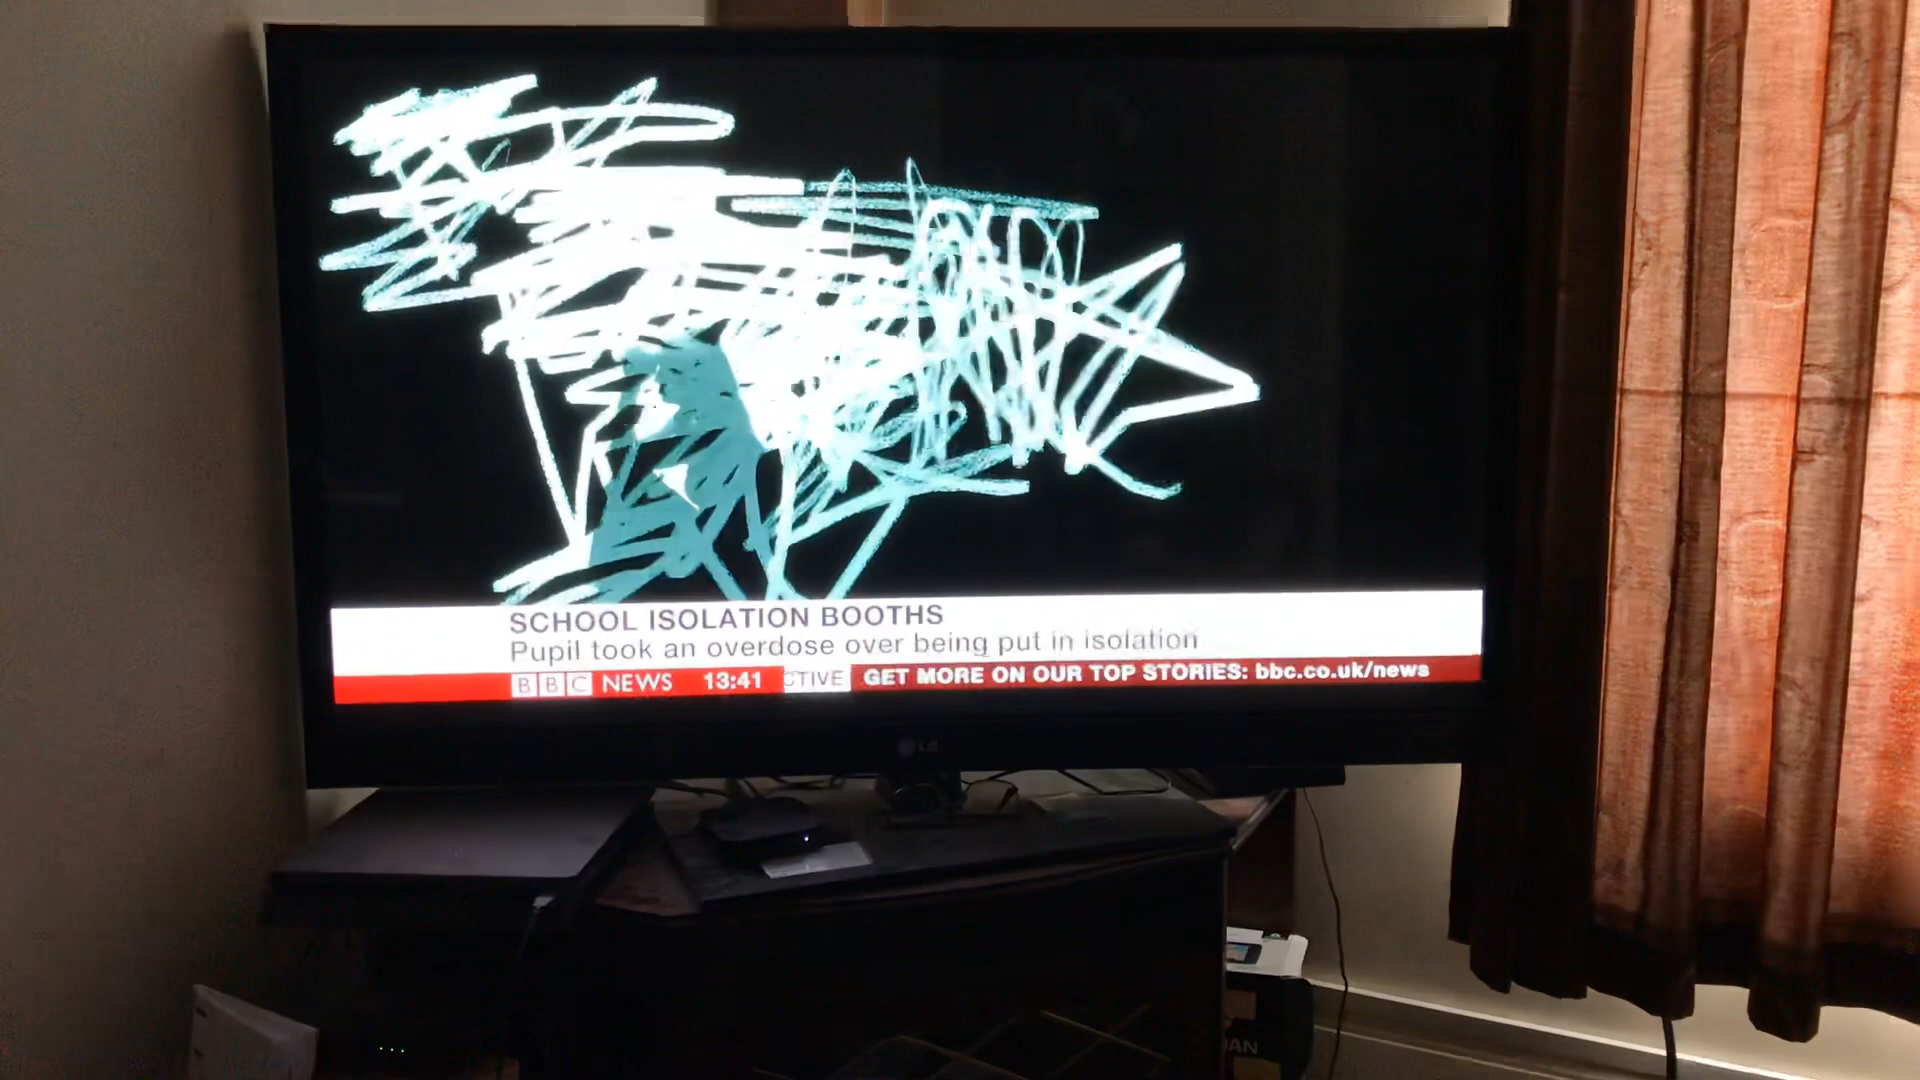 SCHOOL ISOLATION BOOTHS
Pupil took an overdose over being put in isolation
BBC NEWS 13:41 CTIVE GET MORE ON OUR TOP STORIES: bbc.co.uk/news
LG